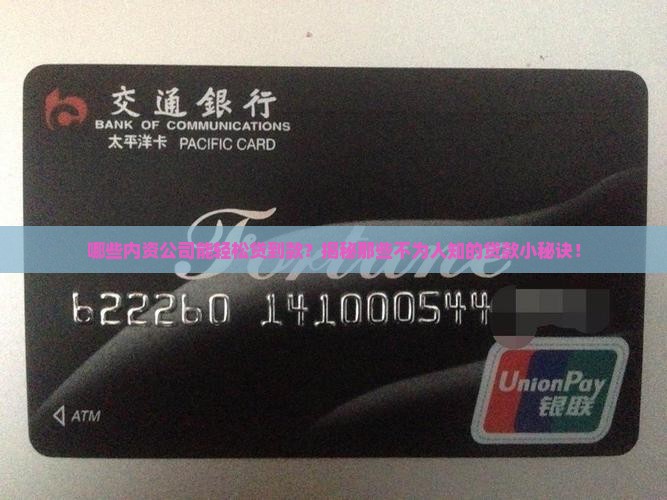 交通銀行
BANK OF COMMUNICATIONS
太平洋卡 PACIFIC CARD
Fortune
哪些内资公司能轻松贷到款？揭秘那些不为人知的贷款小秘诀！
622260 141000544
UnionPay
银联
ATM